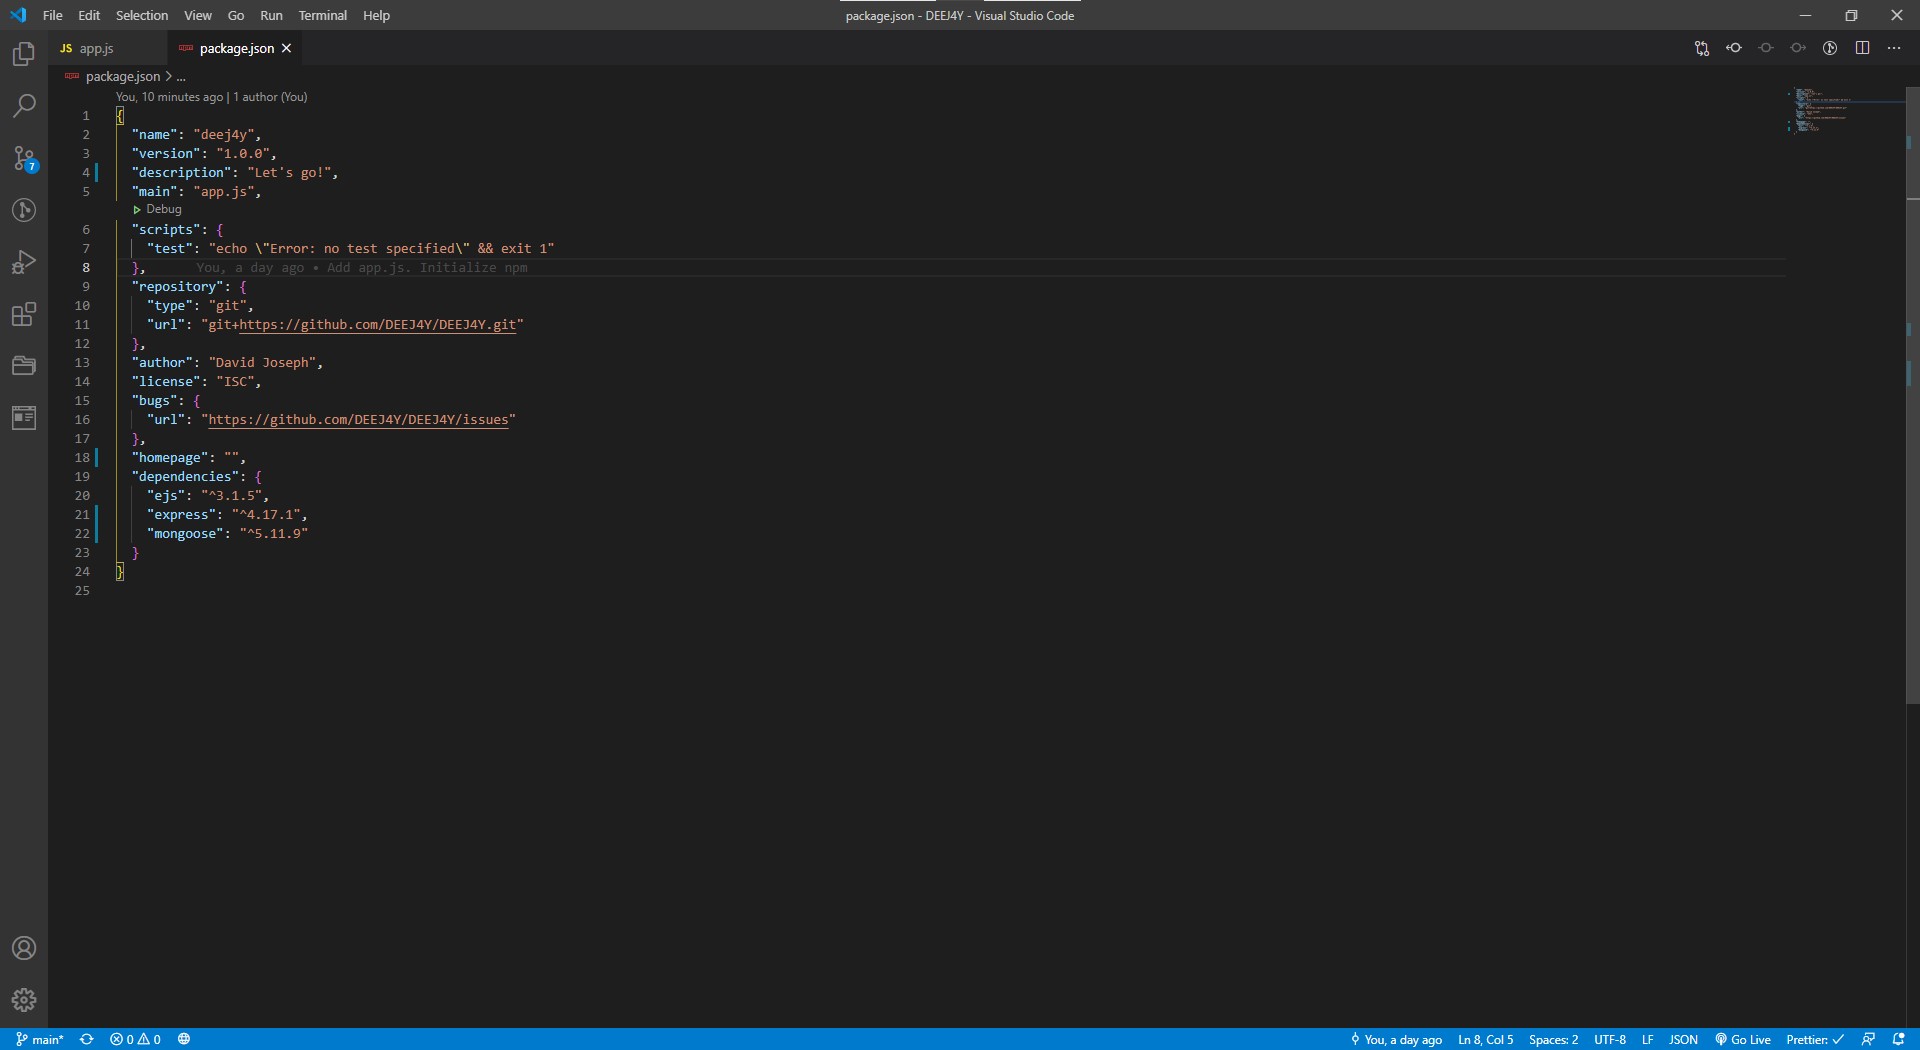 File Edit Selection View Go Run Terminal Help
package.json - DEEJ4Y - Visual Studio Code
JS app.js
npm package.json
package.json > ...
You, 10 minutes ago | 1 author (You)
1 {
2 "name": "deej4y",
3 "version": "1.0.0",
4 "description": "Let's go!",
5 "main": "app.js",
Debug
6 "scripts": {
7 "test": "echo \"Error: no test specified\" && exit 1"
8 }, You, a day ago • Add app.js. Initialize npm
9 "repository": {
10 "type": "git",
11 "url": "git+https://github.com/DEEJ4Y/DEEJ4Y.git"
12 },
13 "author": "David Joseph",
14 "license": "ISC",
15 "bugs": {
16 "url": "https://github.com/DEEJ4Y/DEEJ4Y/issues"
17 },
18 "homepage": "",
19 "dependencies": {
20 "ejs": "^3.1.5",
21 "express": "^4.17.1",
22 "mongoose": "^5.11.9"
23 }
24 }
25
7
main* 0 0 You, a day ago Ln 8, Col 5 Spaces: 2 UTF-8 LF JSON Go Live Prettier: ✓